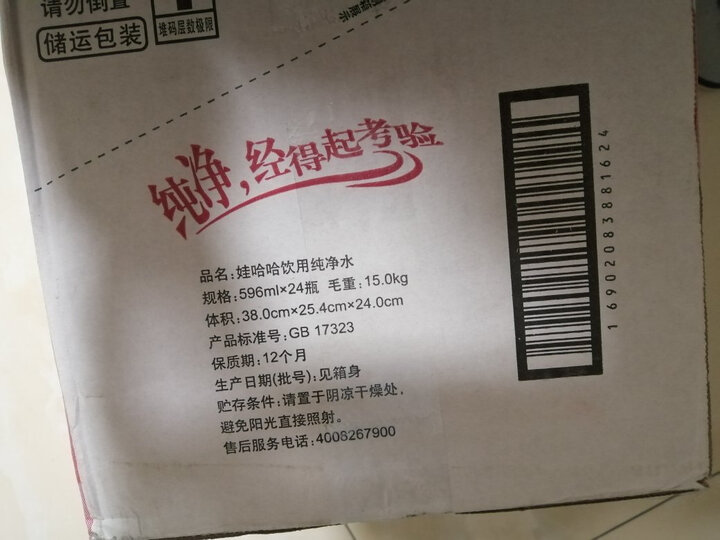 请勿倒置
储运包装
堆码层数极限
纯净,经得起考验
品名:娃哈哈饮用纯净水
规格:596ml×24瓶 毛重:15.0kg
体积:38.0cm×25.4cm×24.0cm
产品标准号:GB 17323
保质期:12个月
生产日期(批号):见箱身
贮存条件:请置于阴凉干燥处,
避免阳光直接照射。
售后服务电话:4008267900
16902083881624